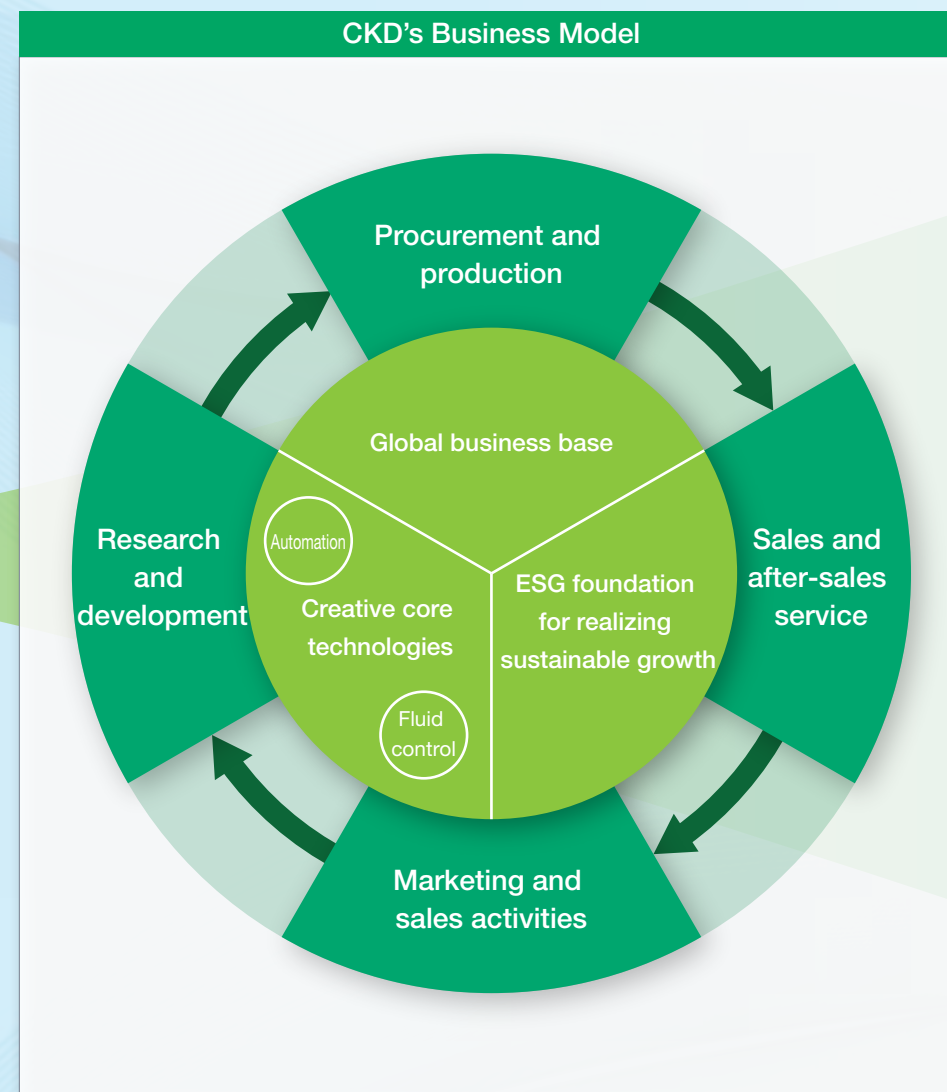 CKD's Business Model
Procurement and
production
Global business base
Automation
Research
and
development
Creative core
technologies
Fluid
control
ESG foundation
for realizing
sustainable growth
Sales and
after-sales
service
Marketing and
sales activities